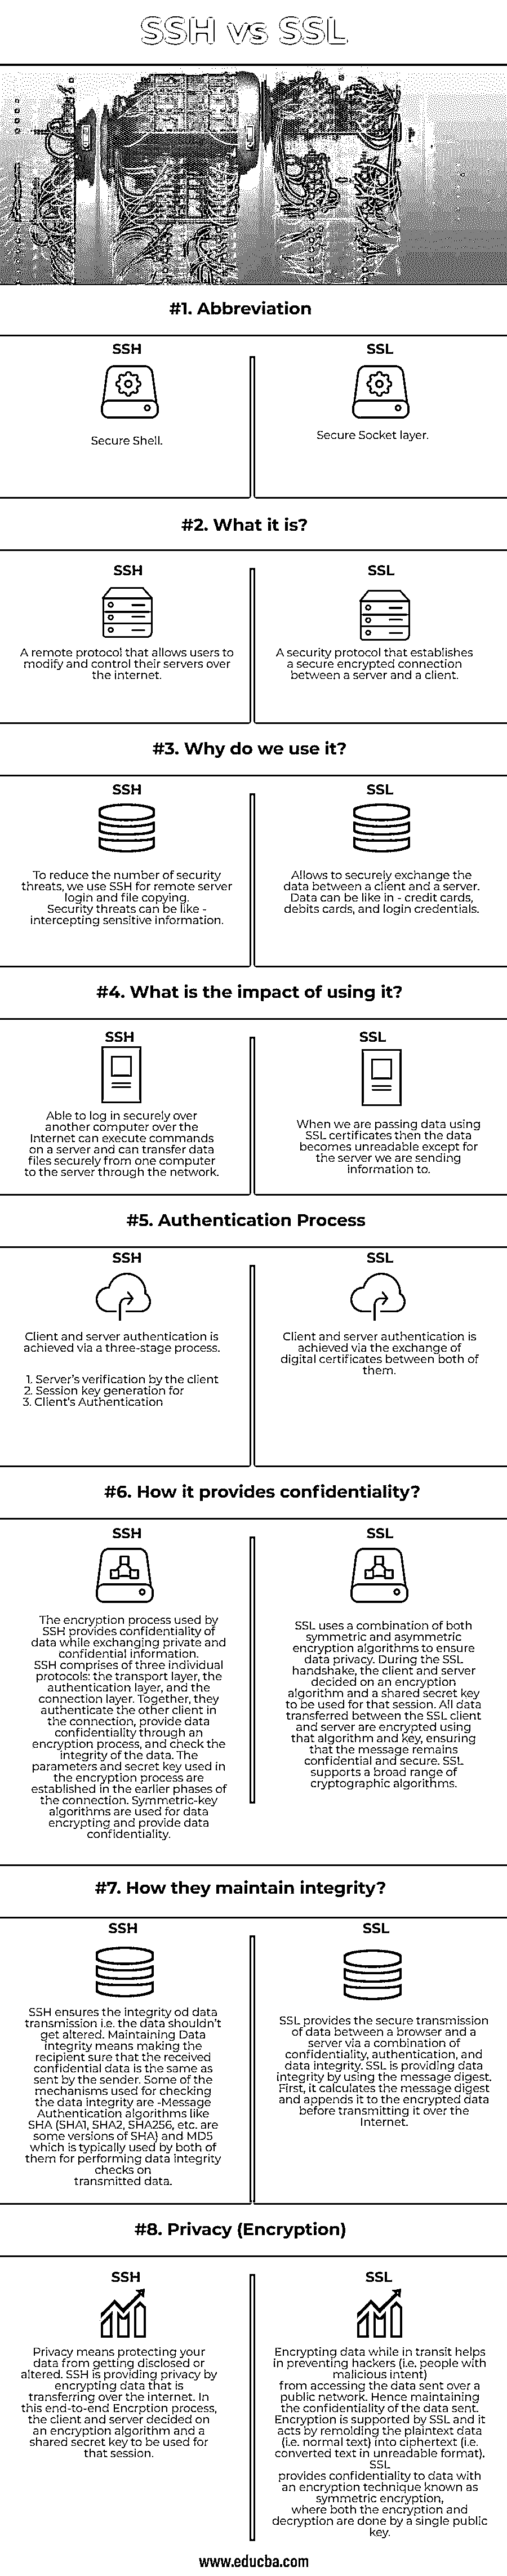 SSH vs SSL
#1. Abbreviation
SSH
Secure Shell.
SSL
Secure Socket layer.
#2. What it is?
SSH
A remote protocol that allows users to
modify and control their servers over
the internet.
SSL
A security protocol that establishes
a secure encrypted connection
between a server and a client.
#3. Why do we use it?
SSH
To reduce the number of security
threats, we use SSH for remote server
login and file copying.
Security threats can be like -
intercepting sensitive information.
SSL
Allows to securely exchange the
data between a client and a server.
Data can be like in - credit cards,
debits cards, and login credentials.
#4. What is the impact of using it?
SSH
Able to log in securely over
another computer over the
Internet can execute commands
on a server and can transfer data
files securely from one computer
to the server through the network.
SSL
When we are passing data using
SSL certificates then the data
becomes unreadable except for
the server we are sending
information to.
#5. Authentication Process
SSH
Client and server authentication is
achieved via a three-stage process.
1. Server's verification by the client
2. Session key generation for
3. Client's Authentication
SSL
Client and server authentication is
achieved via the exchange of
digital certificates between both of
them.
#6. How it provides confidentiality?
SSH
The encryption process used by
SSH provides confidentiality of
data while exchanging private and
confidential information.
SSH comprises of three individual
protocols: the transport layer, the
authentication layer, and the
connection layer. Together, they
authenticate the other client in
the connection, provide data
confidentiality through an
encryption process, and check the
integrity of the data. The
parameters and secret key used in
the encryption process are
established in the earlier phases of
the connection. Symmetric-key
algorithms are used for data
encrypting and provide data
confidentiality.
SSL
SSL uses a combination of both
symmetric and asymmetric
encryption algorithms to ensure
data privacy. During the SSL
handshake, the client and server
decided on an encryption
algorithm and a shared secret key
to be used for that session. All data
transferred between the SSL client
and server are encrypted using
that algorithm and key, ensuring
that the message remains
confidential and secure. SSL
supports a broad range of
cryptographic algorithms.
#7. How they maintain integrity?
SSH
SSH ensures the integrity od data
transmission i.e. the data shouldn't
get altered. Maintaining Data
integrity means making the
recipient sure that the received
confidential data is the same as
sent by the sender. Some of the
mechanisms used for checking
the data integrity are -Message
Authentication algorithms like
SHA (SHA1, SHA2, SHA256, etc. are
some versions of SHA) and MD5
which is typically used by both of
them for performing data integrity
checks on
transmitted data.
SSL
SSL provides the secure transmission
of data between a browser and a
server via a combination of
confidentiality, authentication, and
data integrity. SSL is providing data
integrity by using the message digest.
First, it calculates the message digest
and appends it to the encrypted data
before transmitting it over the
Internet.
#8. Privacy (Encryption)
SSH
Privacy means protecting your
data from getting disclosed or
altered. SSH is providing privacy by
encrypting data that is
transferring over the internet. In
this end-to-end Encrption process,
the client and server decided on
an encryption algorithm and a
shared secret key to be used for
that session.
SSL
Encrypting data while in transit helps
in preventing hackers (i.e. people with
malicious intent)
from accessing the data sent over a
public network. Hence maintaining
the confidentiality of the data sent.
Encryption is supported by SSL and it
acts by remolding the plaintext data
(i.e. normal text) into ciphertext (i.e.
converted text in unreadable format).
SSL
provides confidentiality to data with
an encryption technique known as
symmetric encryption,
where both the encryption and
decryption are done by a single public
key.
www.educba.com